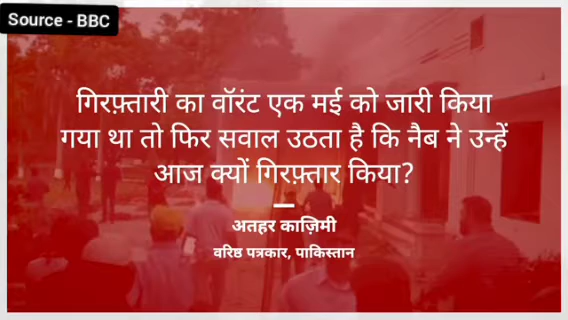 Source - BBC
गिरफ़्तारी का वॉरंट एक मई को जारी किया
गया था तो फिर सवाल उठता है कि नैब ने उन्हें
आज क्यों गिरफ़्तार किया?
अतहर काज़िमी
वरिष्ठ पत्रकार, पाकिस्तान